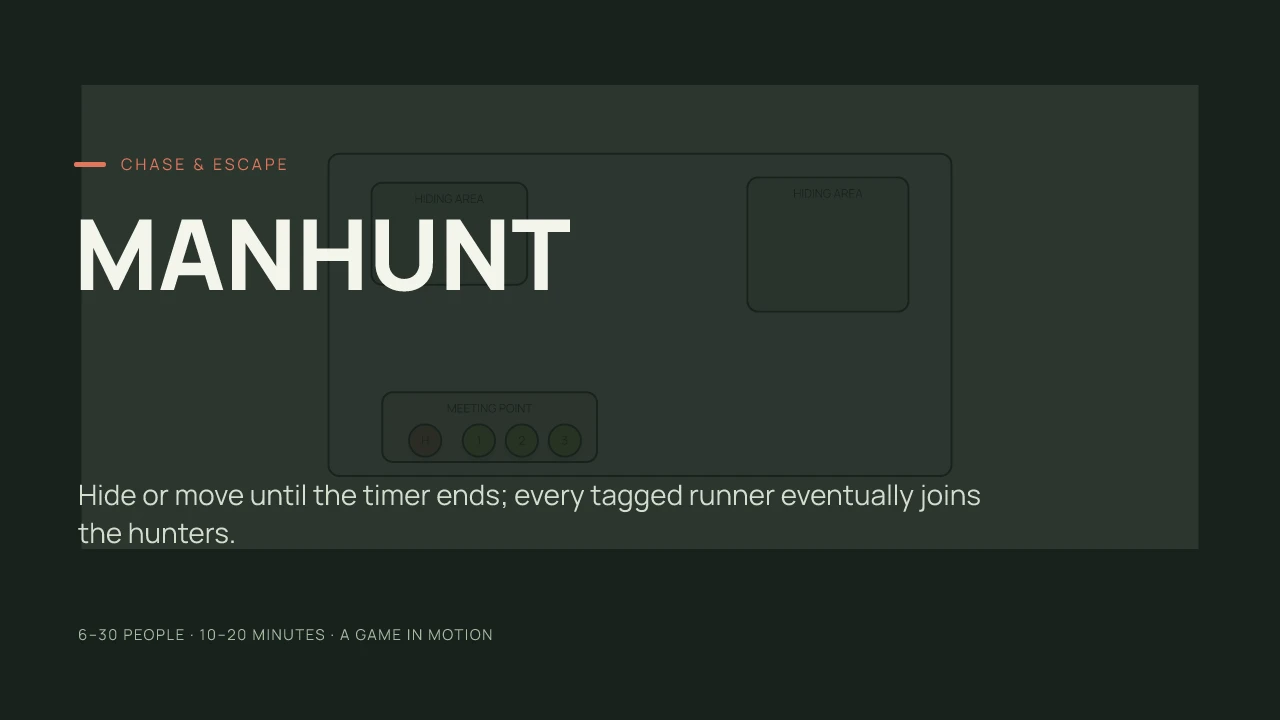 CHASE & ESCAPE
HIDING AREA
HIDING AREA
MANHUNT
MEETING POINT
H 1 2 3
Hide or move until the timer ends; every tagged runner eventually joins
the hunters.
6–30 PEOPLE · 10–20 MINUTES · A GAME IN MOTION